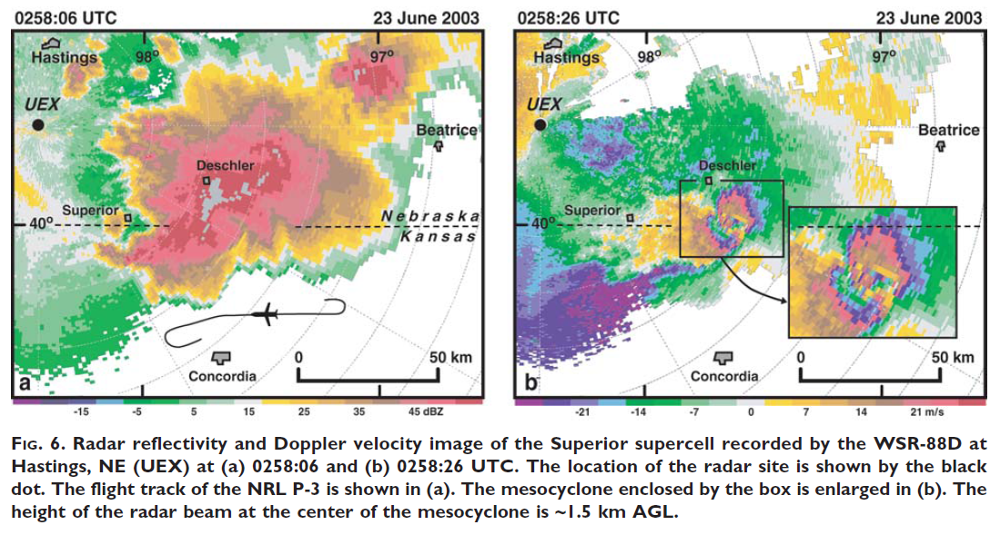 0258:06 UTC
23 June 2003
0258:26 UTC
23 June 2003
Hastings
98°
97°
UEX
Beatrice
Deschler
Superior
Nebraska
40°
Kansas
0
50 km
Concordia
a
-15 -5 5 15 25 35 45 dBZ
Hastings
98°
97°
UEX
Beatrice
Deschler
Superior
40°
0
50 km
Concordia
b
-21 -14 -7 0 7 14 21 m/s
FIG. 6. Radar reflectivity and Doppler velocity image of the Superior supercell recorded by the WSR-88D at
Hastings, NE (UEX) at (a) 0258:06 and (b) 0258:26 UTC. The location of the radar site is shown by the black
dot. The flight track of the NRL P-3 is shown in (a). The mesocyclone enclosed by the box is enlarged in (b). The
height of the radar beam at the center of the mesocyclone is ~1.5 km AGL.